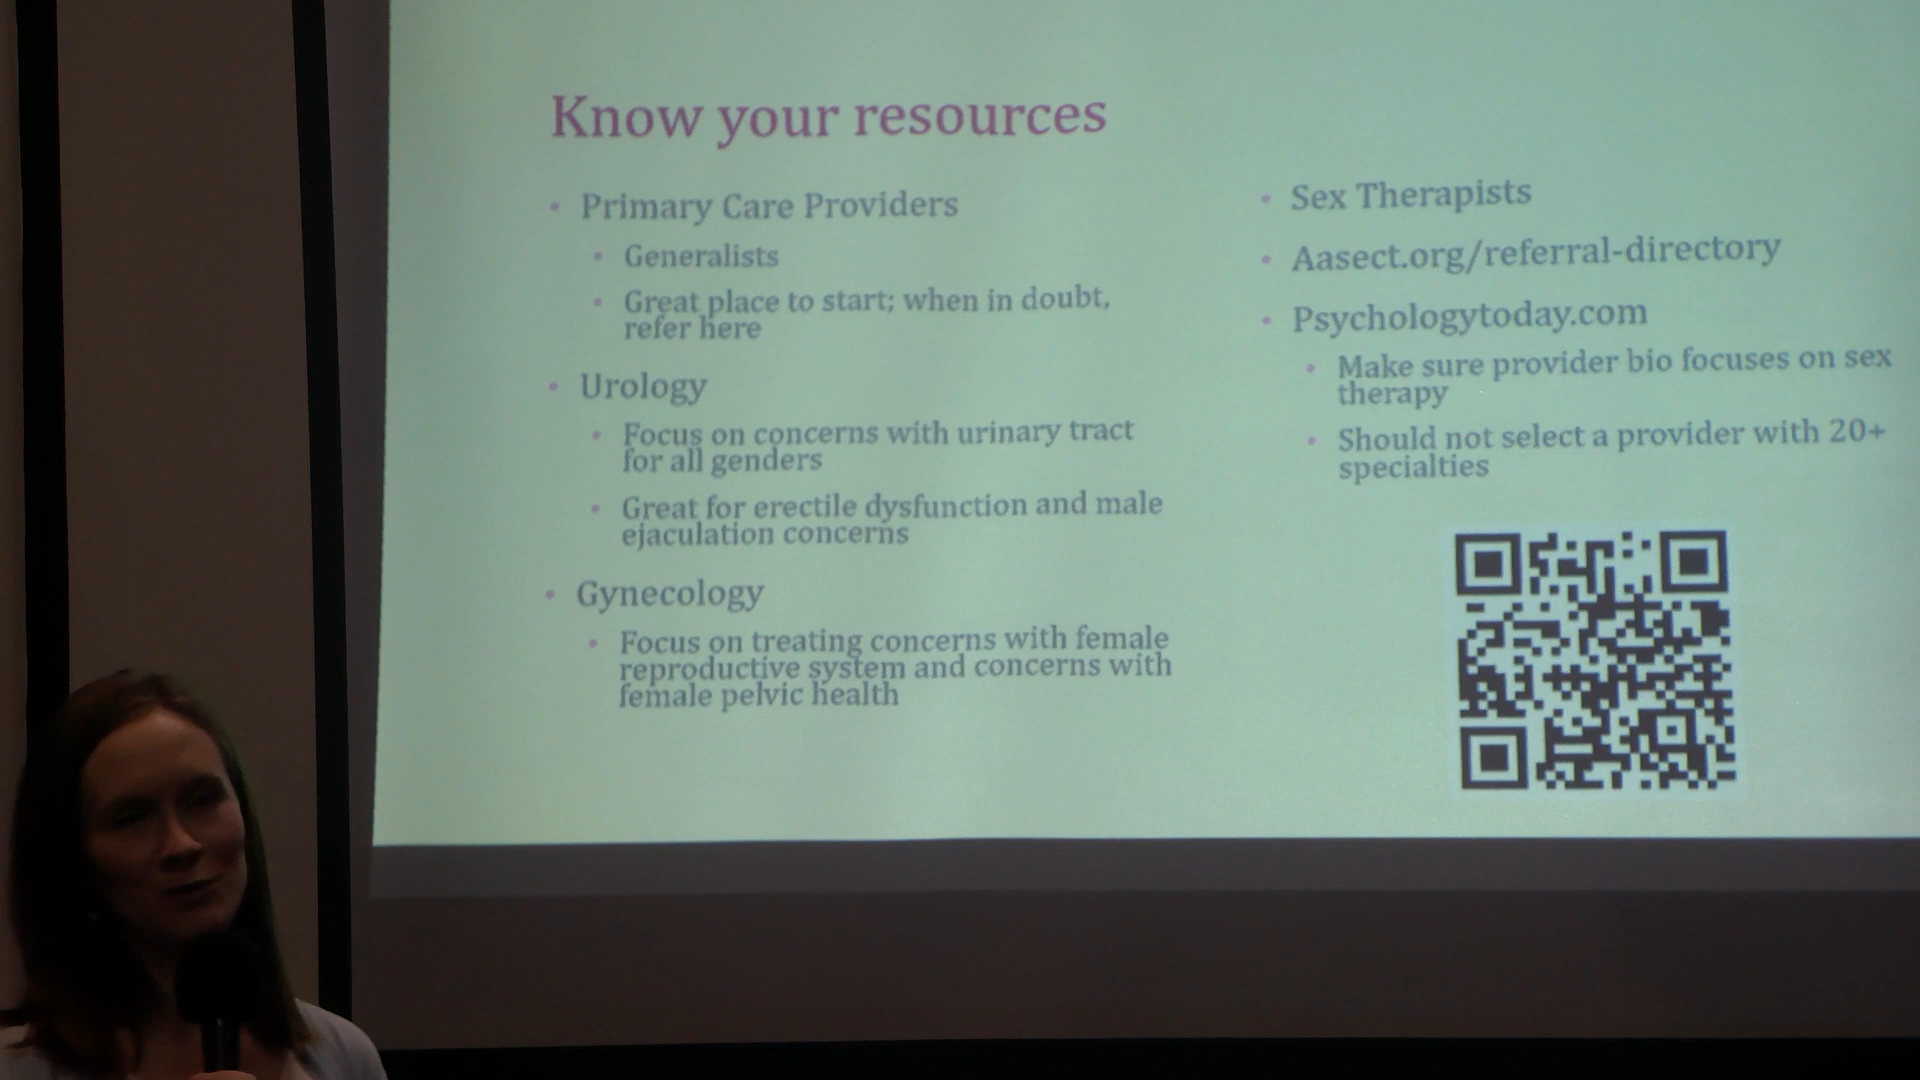 Know your resources
• Primary Care Providers
• Generalists
• Great place to start; when in doubt,
refer here
• Urology
• Focus on concerns with urinary tract
for all genders
• Great for erectile dysfunction and male
ejaculation concerns
• Gynecology
• Focus on treating concerns with female
reproductive system and concerns with
female pelvic health
• Sex Therapists
• Aasect.org/referral-directory
• Psychologytoday.com
• Make sure provider bio focuses on sex
therapy
• Should not select a provider with 20+
specialties